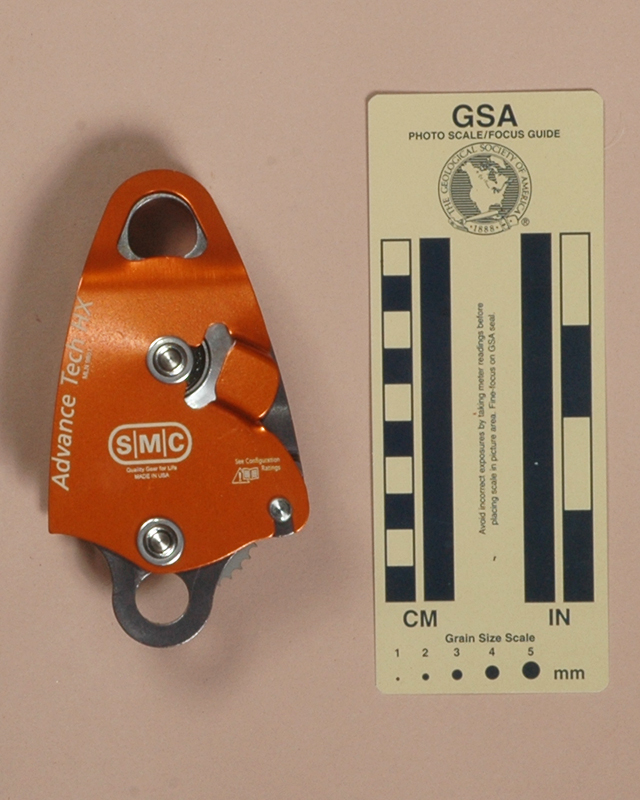 Advance Tech HX
SMC
Quality Gear for Life
MADE IN USA
See Configuration
Ratings
GSA
PHOTO SCALE/FOCUS GUIDE
THE GEOLOGICAL SOCIETY OF AMERICA
1888
®
Avoid incorrect exposures by taking meter readings before
placing scale in picture area. Fine-focus on GSA seal.
CM
IN
Grain Size Scale
1 2 3 4 5
mm